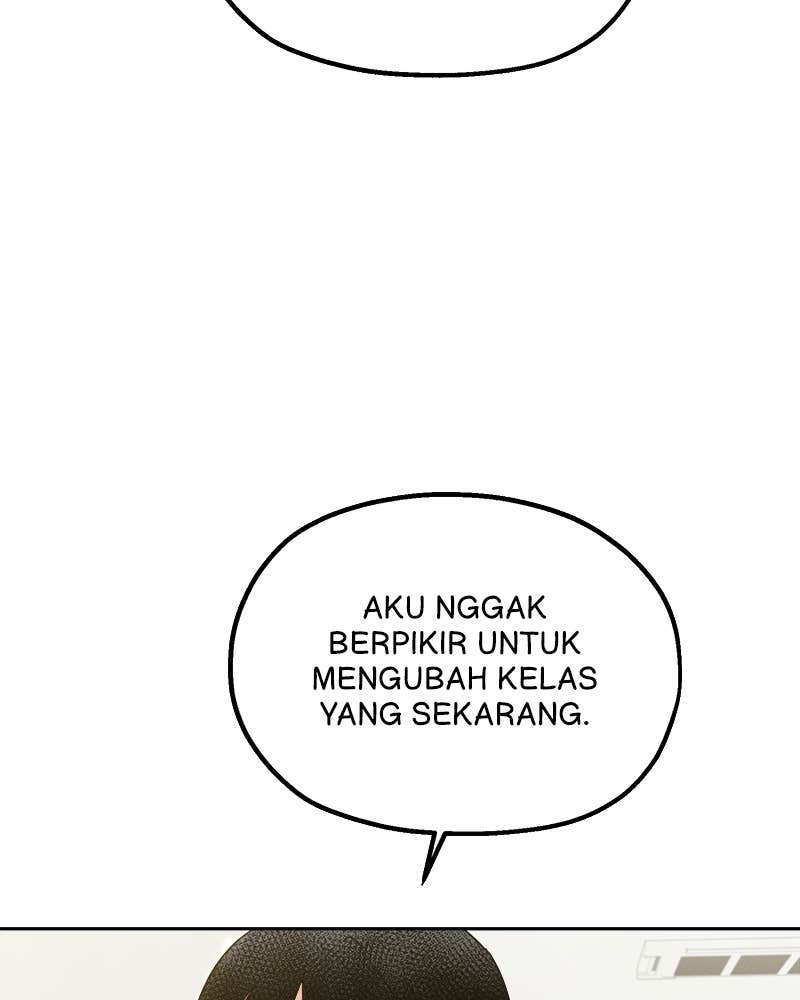 AKU NGGAK
BERPIKIR UNTUK
MENGUBAH KELAS
YANG SEKARANG.